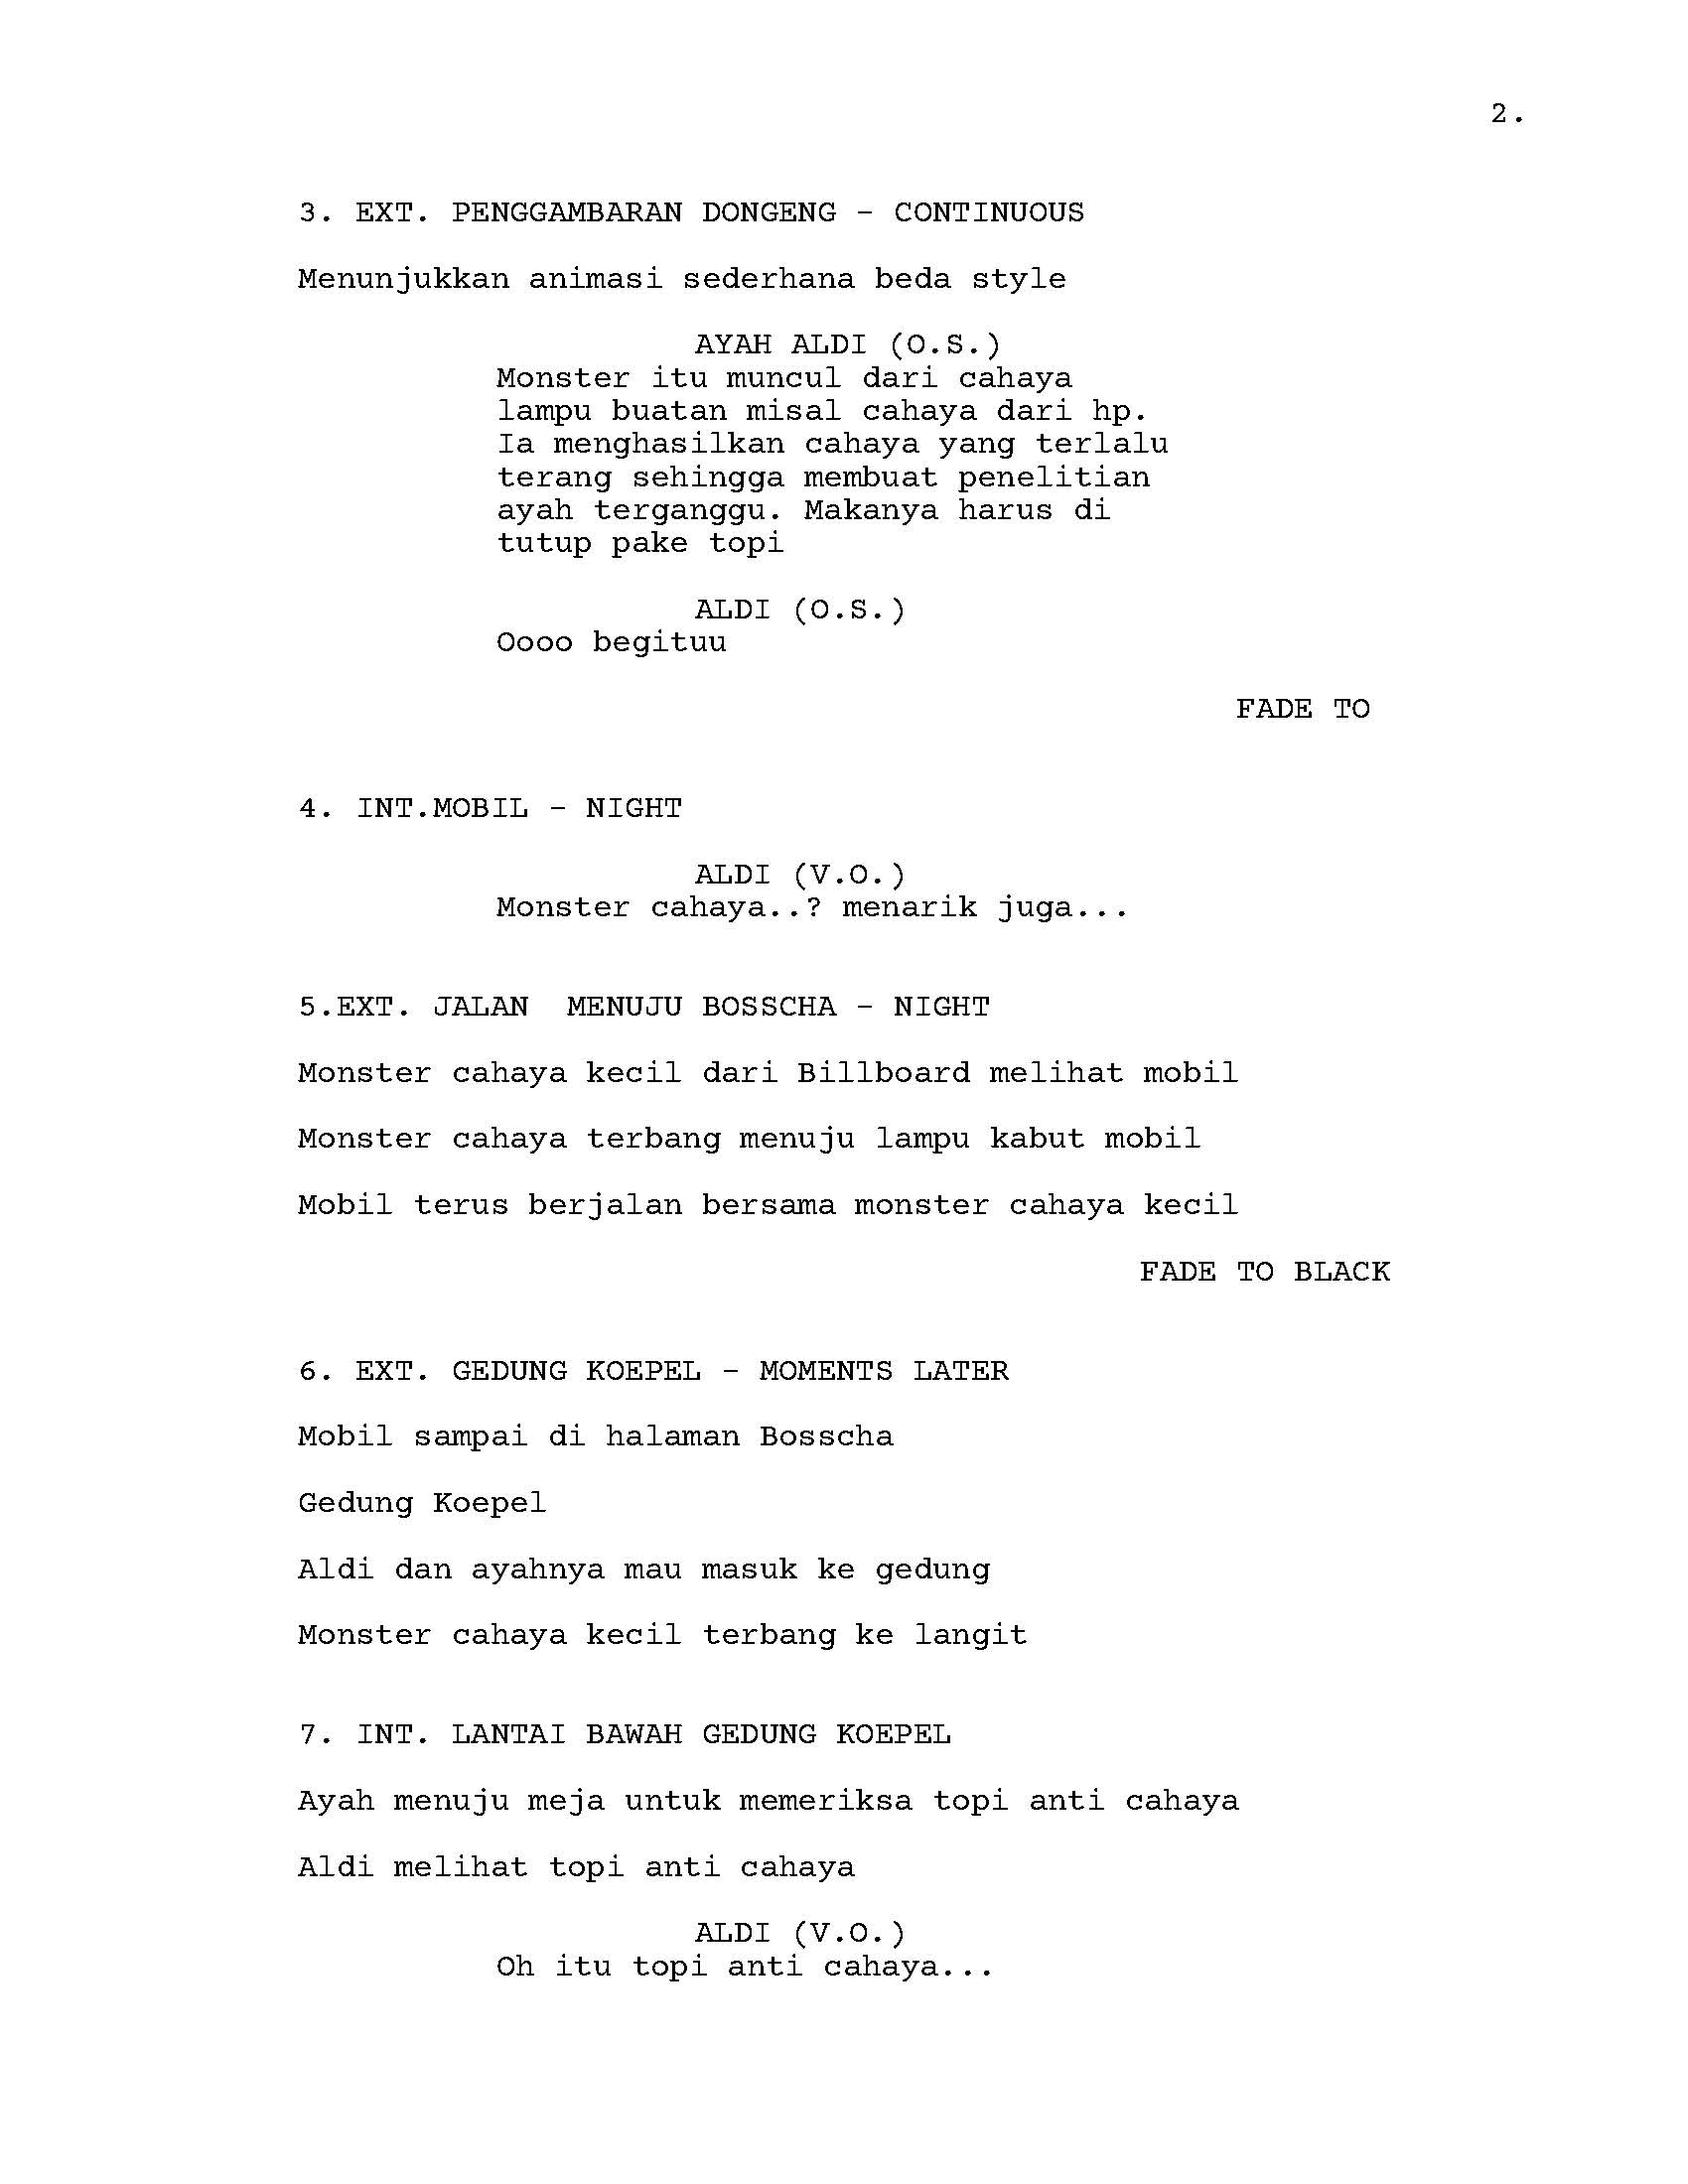 2.
3. EXT. PENGGAMBARAN DONGENG - CONTINUOUS
Menunjukkan animasi sederhana beda style
AYAH ALDI (O.S.)
Monster itu muncul dari cahaya
lampu buatan misal cahaya dari hp.
Ia menghasilkan cahaya yang terlalu
terang sehingga membuat penelitian
ayah terganggu. Makanya harus di
tutup pake topi
ALDI (O.S.)
Oooo begituu
FADE TO
4. INT.MOBIL - NIGHT
ALDI (V.O.)
Monster cahaya..? menarik juga...
5.EXT. JALAN  MENUJU BOSSCHA - NIGHT
Monster cahaya kecil dari Billboard melihat mobil
Monster cahaya terbang menuju lampu kabut mobil
Mobil terus berjalan bersama monster cahaya kecil
FADE TO BLACK
6. EXT. GEDUNG KOEPEL - MOMENTS LATER
Mobil sampai di halaman Bosscha
Gedung Koepel
Aldi dan ayahnya mau masuk ke gedung
Monster cahaya kecil terbang ke langit
7. INT. LANTAI BAWAH GEDUNG KOEPEL
Ayah menuju meja untuk memeriksa topi anti cahaya
Aldi melihat topi anti cahaya
ALDI (V.O.)
Oh itu topi anti cahaya...